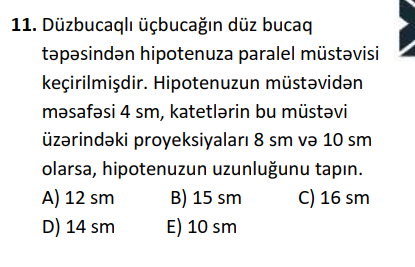 11. Düzbucaqlı üçbucağın düz bucaq
təpəsindən hipotenuza paralel müstəvisi
keçirilmişdir. Hipotenuzun müstəvidən
məsafəsi 4 sm, katetlərin bu müstəvi
üzərindəki proyeksiyaları 8 sm və 10 sm
olarsa, hipotenuzun uzunluğunu tapın.
A) 12 sm B) 15 sm C) 16 sm
D) 14 sm E) 10 sm